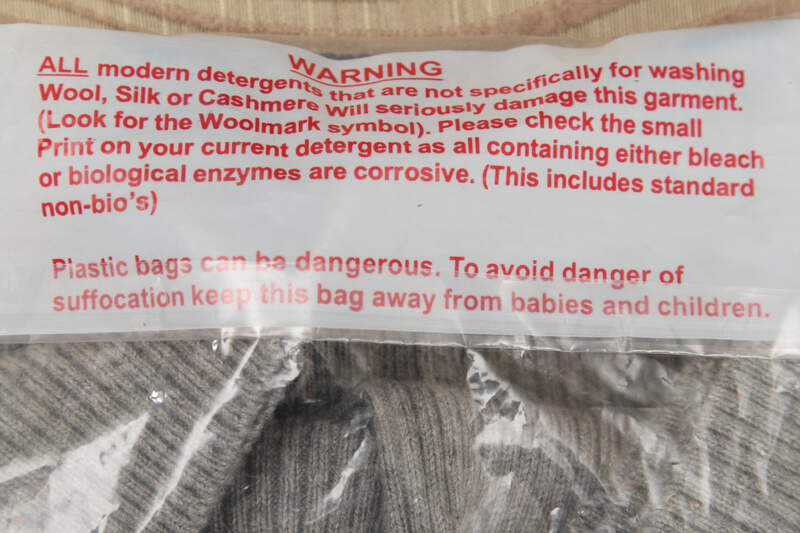 WARNING
ALL modern detergents that are not specifically for washing
Wool, Silk or Cashmere Will seriously damage this garment.
(Look for the Woolmark symbol). Please check the small
Print on your current detergent as all containing either bleach
or biological enzymes are corrosive. (This includes standard
non-bio's)
Plastic bags can be dangerous. To avoid danger of
suffocation keep this bag away from babies and children.